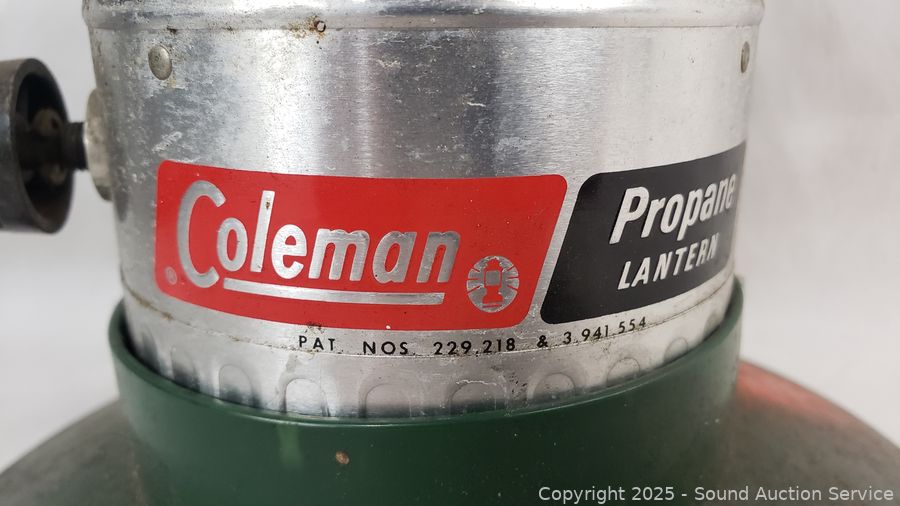 Coleman
®
Propane
LANTERN
PAT. NOS. 229,218 & 3,941,554
Copyright 2025 - Sound Auction Service